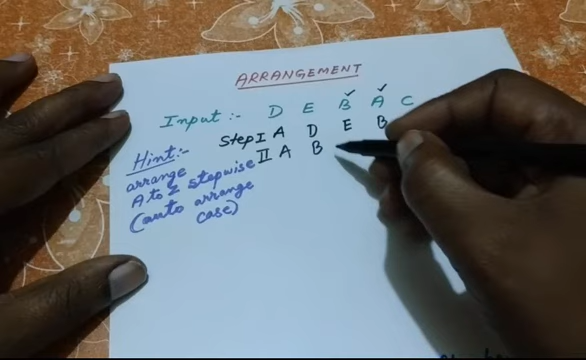 ARRANGEMENT
Input :- D E B A C
Step I A D E B
II A B
Hint:-
arrange
A to Z stepwise
(auto arrange
case)